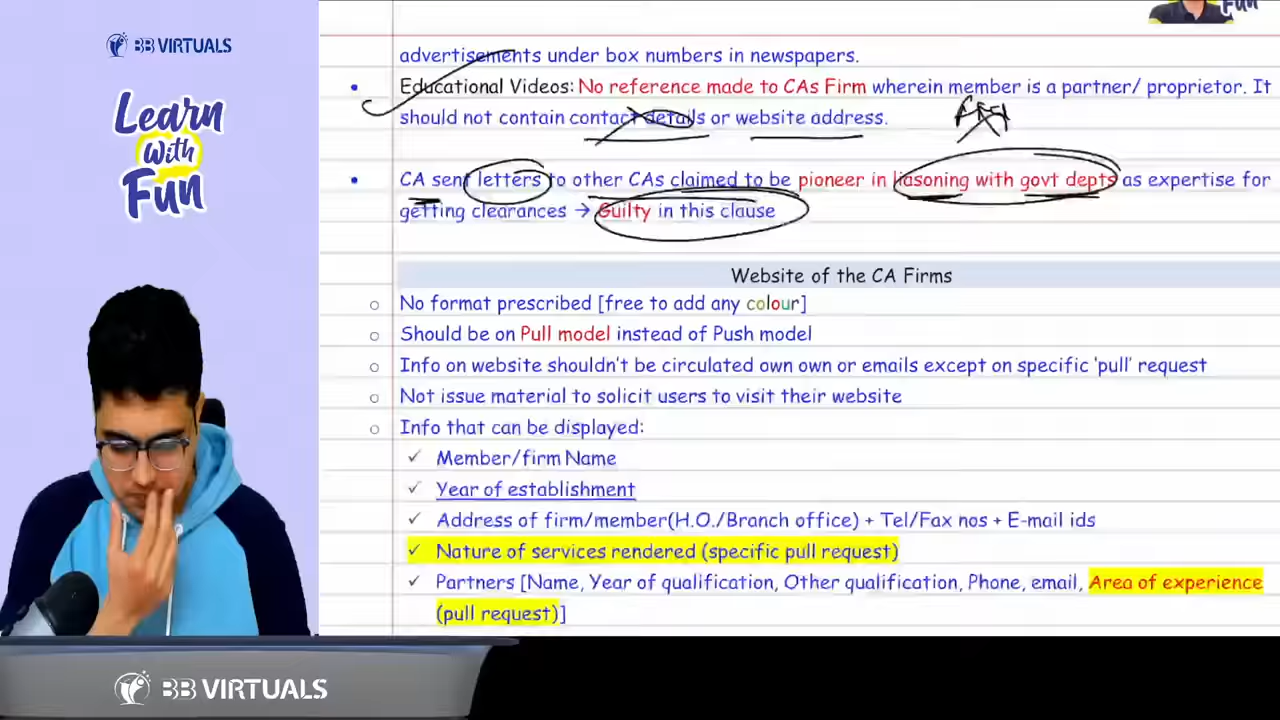 BB VIRTUALS
Learn
With
Fun
Fun
advertisements under box numbers in newspapers.
• Educational Videos: No reference made to CAs Firm wherein member is a partner/ proprietor. It
should not contain contact details or website address.
• CA sent letters to other CAs claimed to be pioneer in liasoning with govt depts as expertise for
getting clearances → Guilty in this clause
Website of the CA Firms
o No format prescribed [free to add any colour]
o Should be on Pull model instead of Push model
o Info on website shouldn't be circulated own own or emails except on specific 'pull' request
o Not issue material to solicit users to visit their website
o Info that can be displayed:
✓ Member/firm Name
✓ Year of establishment
✓ Address of firm/member(H.O./Branch office) + Tel/Fax nos + E-mail ids
✓ Nature of services rendered (specific pull request)
✓ Partners [Name, Year of qualification, Other qualification, Phone, email, Area of experience
(pull request)]
BB VIRTUALS